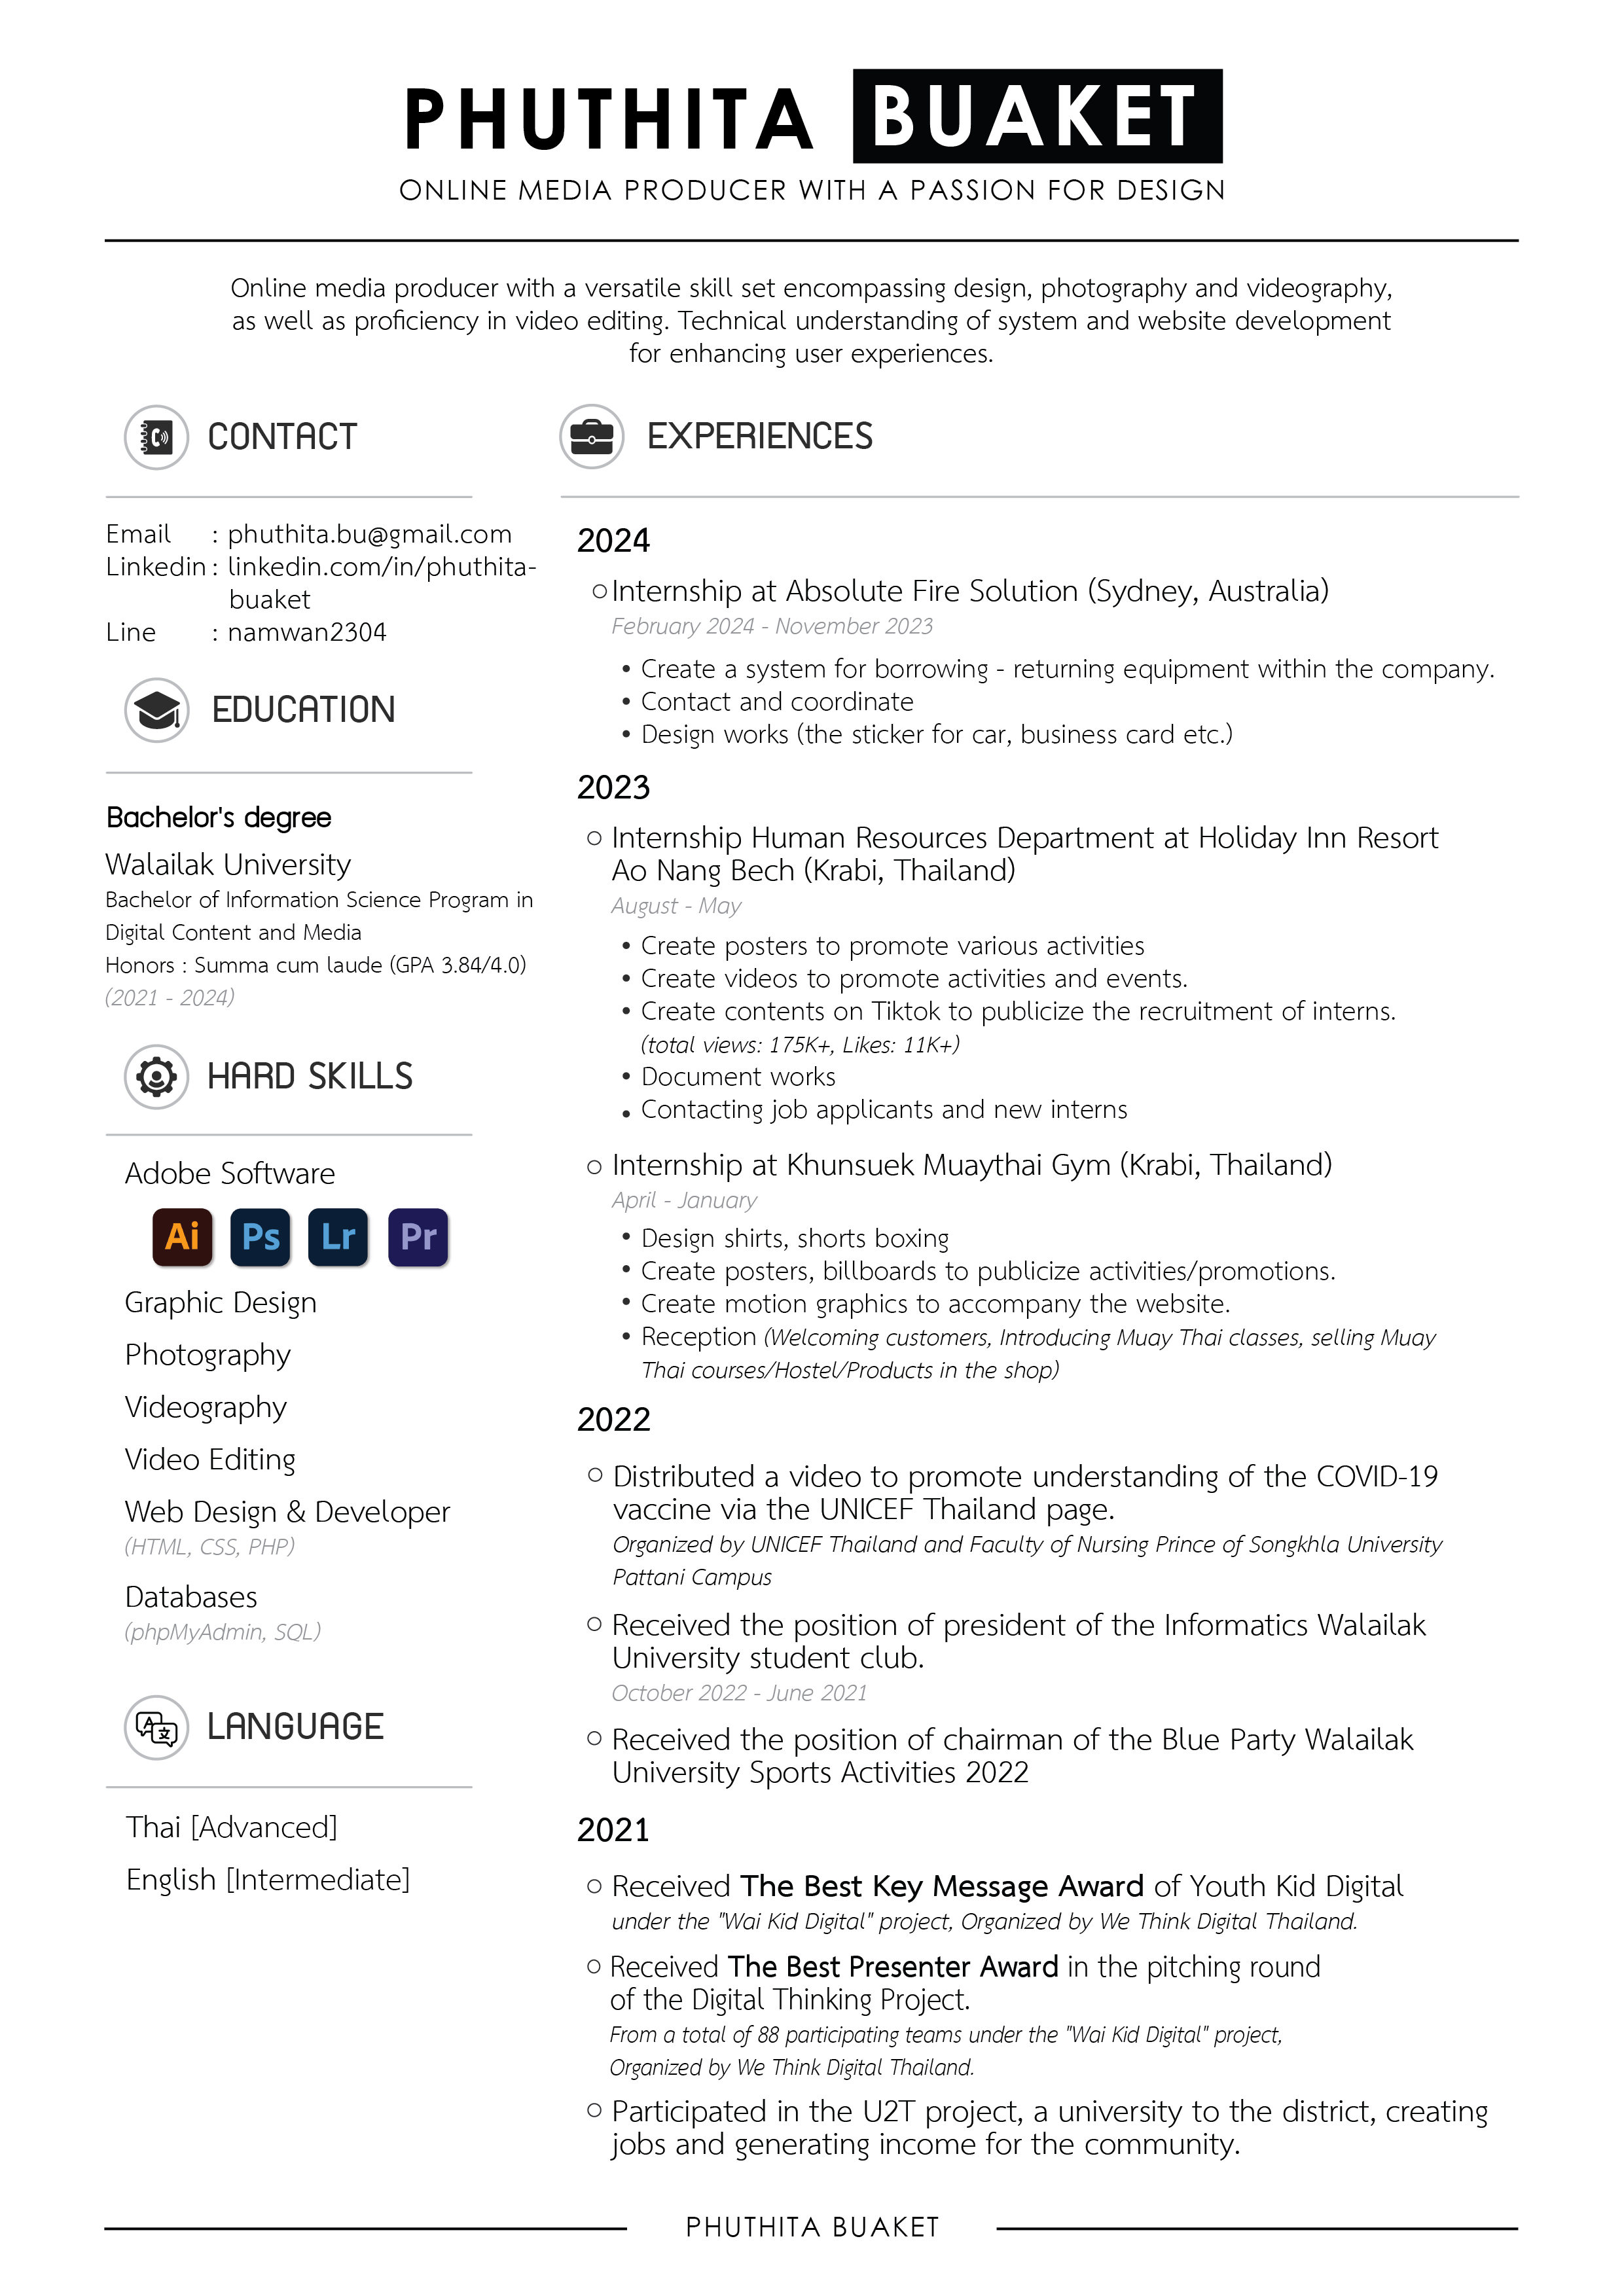 PHUTHITA BUAKET
ONLINE MEDIA PRODUCER WITH A PASSION FOR DESIGN
Online media producer with a versatile skill set encompassing design, photography and videography,
as well as proficiency in video editing. Technical understanding of system and website development
for enhancing user experiences.
CONTACT
Email : phuthita.bu@gmail.com
Linkedin : linkedin.com/in/phuthita-
buaket
Line : namwan2304
EDUCATION
Bachelor's degree
Walailak University
Bachelor of Information Science Program in
Digital Content and Media
Honors : Summa cum laude (GPA 3.84/4.0)
(2021 - 2024)
HARD SKILLS
Adobe Software
Ai Ps Lr Pr
Graphic Design
Photography
Videography
Video Editing
Web Design & Developer
(HTML, CSS, PHP)
Databases
(phpMyAdmin, SQL)
LANGUAGE
Thai [Advanced]
English [Intermediate]
EXPERIENCES
2024
Internship at Absolute Fire Solution (Sydney, Australia)
February 2024 - November 2023
• Create a system for borrowing - returning equipment within the company.
• Contact and coordinate
• Design works (the sticker for car, business card etc.)
2023
Internship Human Resources Department at Holiday Inn Resort
Ao Nang Bech (Krabi, Thailand)
August - May
• Create posters to promote various activities
• Create videos to promote activities and events.
• Create contents on Tiktok to publicize the recruitment of interns.
(total views: 175K+, Likes: 11K+)
• Document works
• Contacting job applicants and new interns
Internship at Khunsuek Muaythai Gym (Krabi, Thailand)
April - January
• Design shirts, shorts boxing
• Create posters, billboards to publicize activities/promotions.
• Create motion graphics to accompany the website.
• Reception (Welcoming customers, Introducing Muay Thai classes, selling Muay
Thai courses/Hostel/Products in the shop)
2022
Distributed a video to promote understanding of the COVID-19
vaccine via the UNICEF Thailand page.
Organized by UNICEF Thailand and Faculty of Nursing Prince of Songkhla University
Pattani Campus
Received the position of president of the Informatics Walailak
University student club.
October 2022 - June 2021
Received the position of chairman of the Blue Party Walailak
University Sports Activities 2022
2021
Received The Best Key Message Award of Youth Kid Digital
under the "Wai Kid Digital" project, Organized by We Think Digital Thailand.
Received The Best Presenter Award in the pitching round
of the Digital Thinking Project.
From a total of 88 participating teams under the "Wai Kid Digital" project,
Organized by We Think Digital Thailand.
Participated in the U2T project, a university to the district, creating
jobs and generating income for the community.
PHUTHITA BUAKET